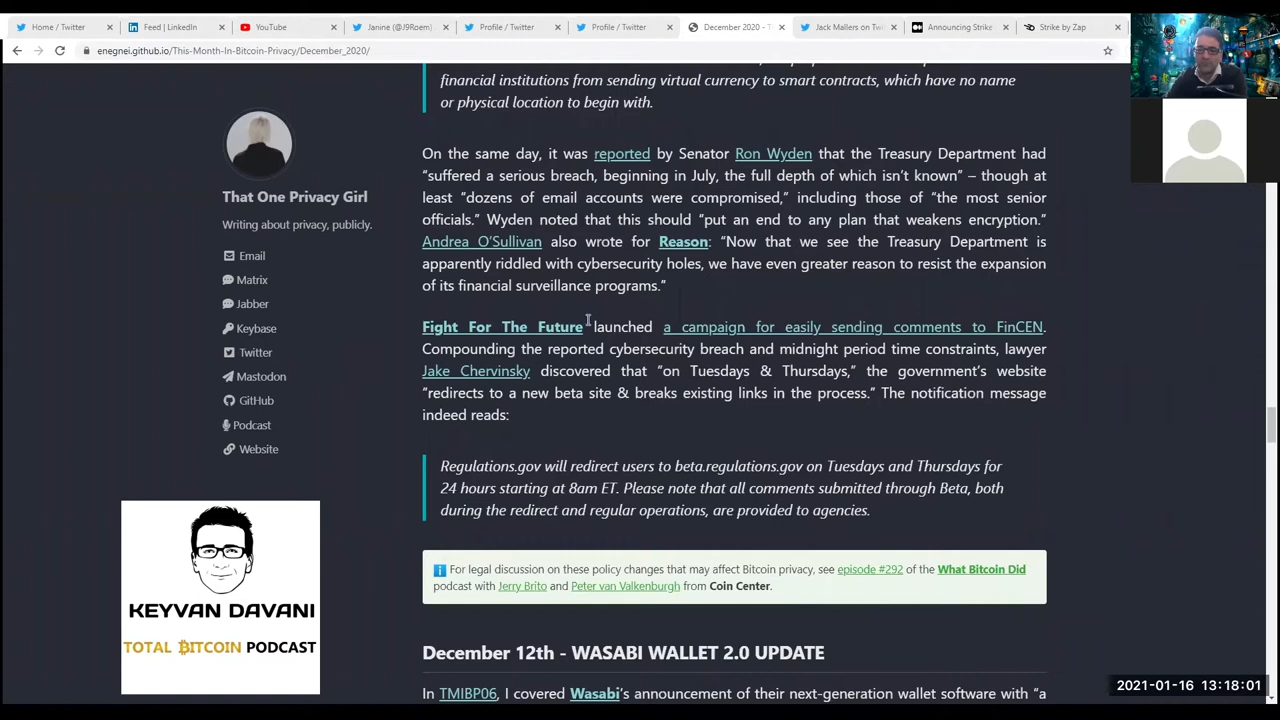 Home / Twitter
Feed | LinkedIn
YouTube
Janine (@J9Roem)
Profile / Twitter
Profile / Twitter
December 2020 - T
Jack Mallers on Tw
Announcing Strike
Strike by Zap
enegnei.github.io/This-Month-In-Bitcoin-Privacy/December_2020/
financial institutions from sending virtual currency to smart contracts, which have no name
or physical location to begin with.
That One Privacy Girl
Writing about privacy, publicly.
Email
Matrix
Jabber
Keybase
Twitter
Mastodon
GitHub
Podcast
Website
On the same day, it was reported by Senator Ron Wyden that the Treasury Department had
“suffered a serious breach, beginning in July, the full depth of which isn’t known” – though at
least “dozens of email accounts were compromised,” including those of “the most senior
officials.” Wyden noted that this should “put an end to any plan that weakens encryption.”
Andrea O’Sullivan also wrote for Reason: “Now that we see the Treasury Department is
apparently riddled with cybersecurity holes, we have even greater reason to resist the expansion
of its financial surveillance programs.”
Fight For The Future launched a campaign for easily sending comments to FinCEN.
Compounding the reported cybersecurity breach and midnight period time constraints, lawyer
Jake Chervinsky discovered that “on Tuesdays & Thursdays,” the government’s website
“redirects to a new beta site & breaks existing links in the process.” The notification message
indeed reads:
Regulations.gov will redirect users to beta.regulations.gov on Tuesdays and Thursdays for
24 hours starting at 8am ET. Please note that all comments submitted through Beta, both
during the redirect and regular operations, are provided to agencies.
For legal discussion on these policy changes that may affect Bitcoin privacy, see episode #292 of the What Bitcoin Did
podcast with Jerry Brito and Peter van Valkenburgh from Coin Center.
December 12th - WASABI WALLET 2.0 UPDATE
In TMIBP06, I covered Wasabi’s announcement of their next-generation wallet software with “a
KEYVAN DAVANI
TOTAL ₿ITCOIN PODCAST
2021-01-16 13:18:01